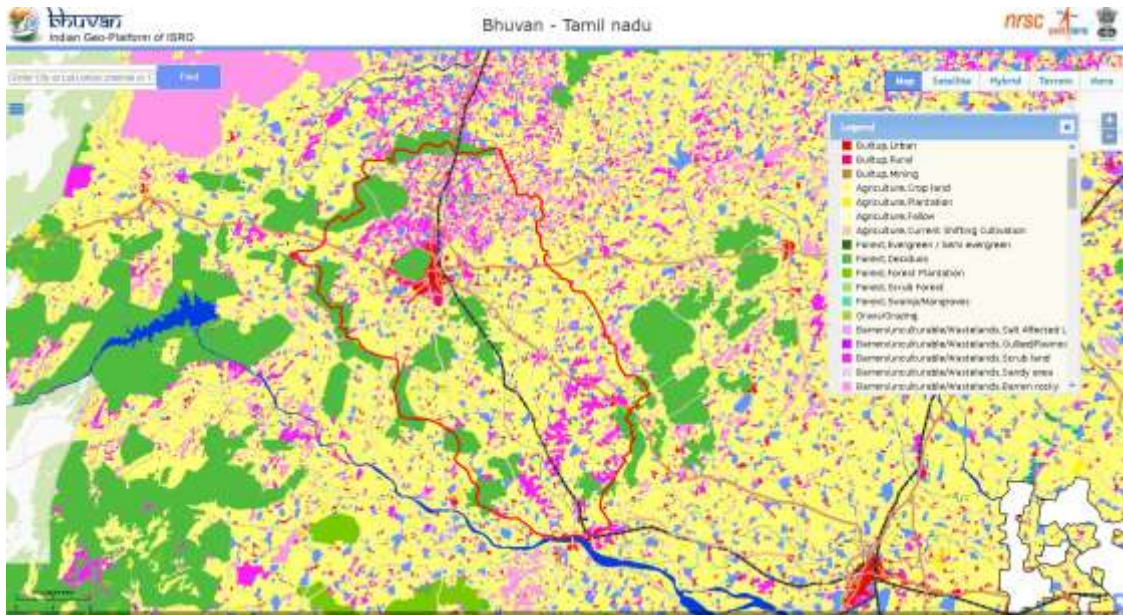 bhuvan
Indian Geo-Platform of ISRO
Bhuvan - Tamil nadu
nrsc
Find
Map
Satellite
Hybrid
Terrain
Legend
Builtup, Urban
Builtup, Rural
Builtup, Mining
Agriculture, Crop land
Agriculture, Plantation
Agriculture, Fallow
Agriculture, Current Shifting Cultivation
Forest, Evergreen / Semi evergreen
Forest, Deciduous
Forest, Forest Plantation
Forest, Scrub Forest
Forest, Swamp/Mangroves
Grass/Grazing
Barren/unculturable/Wastelands, Salt Affected L
Barren/unculturable/Wastelands, Gullied/Ravines
Barren/unculturable/Wastelands, Scrub land
Barren/unculturable/Wastelands, Sandy area
Barren/unculturable/Wastelands, Barren rocky